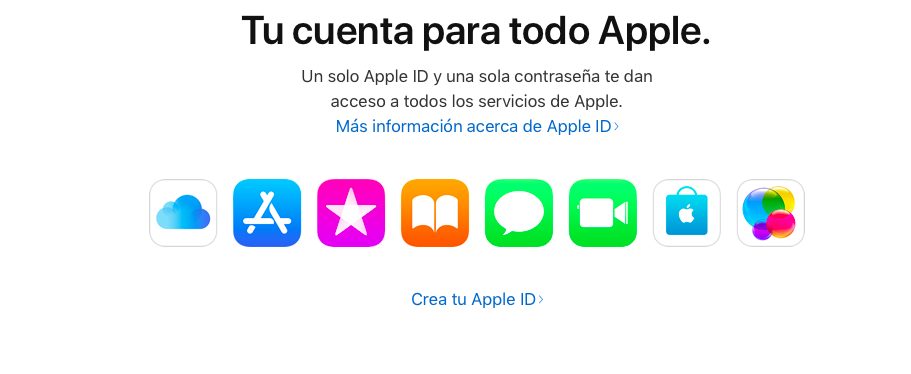 Tu cuenta para todo Apple.
Un solo Apple ID y una sola contraseña te dan
acceso a todos los servicios de Apple.
Más información acerca de Apple ID›
Crea tu Apple ID›